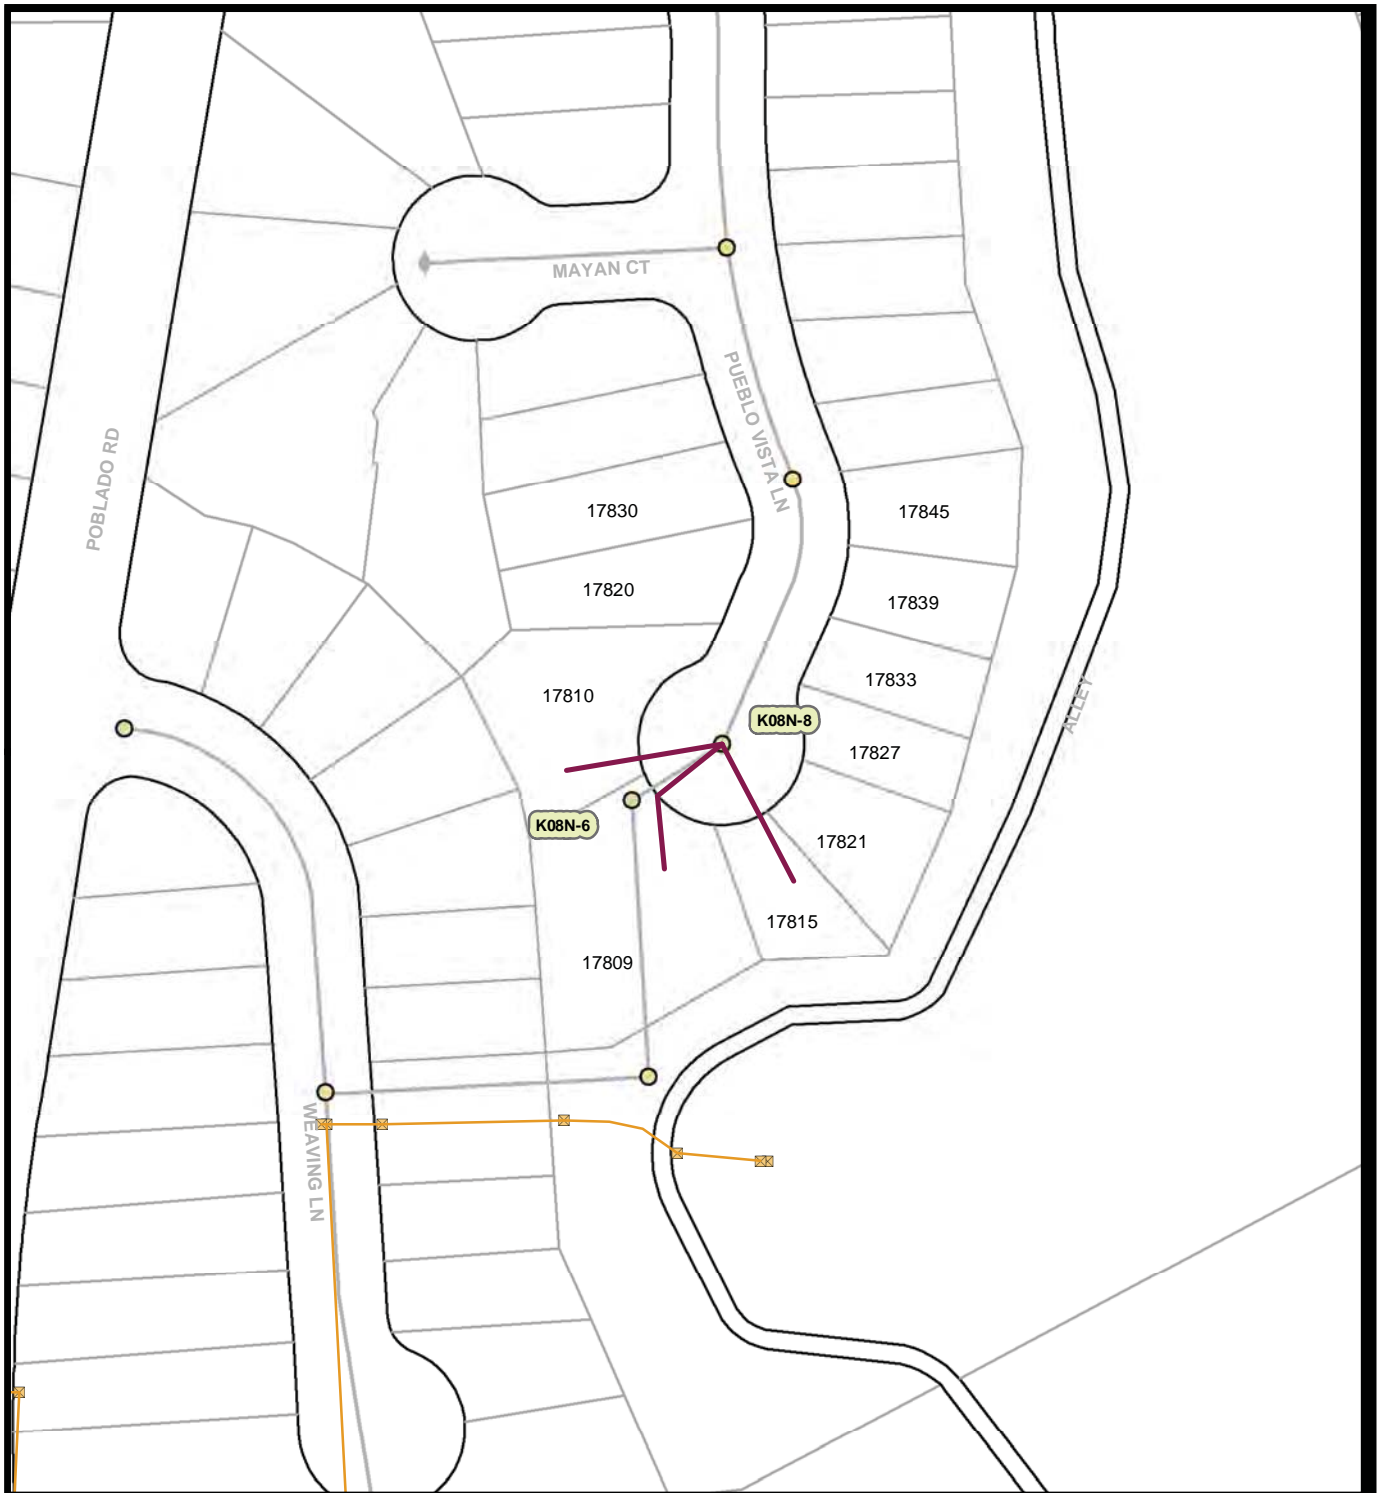 MAYAN CT
PUEBLO VISTA LN
POBLADO RD
17830
17845
17820
17839
17833
17810
ALLEY
K08N-8
17827
K08N-6
17821
17815
17809
WEAVING LN